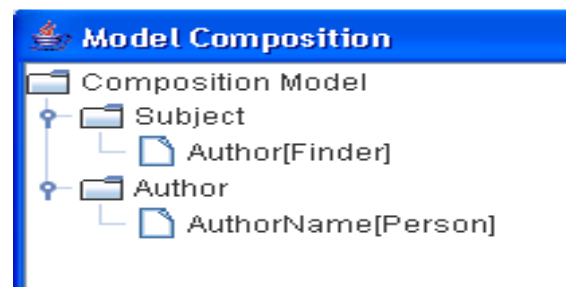 Model Composition
Composition Model
Subject
Author[Finder]
Author
AuthorName[Person]